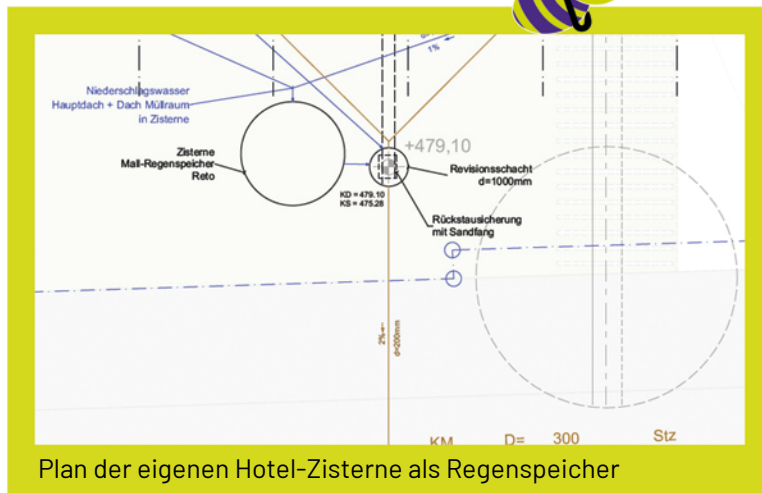 1%
Niederschlagswasser
Hauptdach + Dach Müllraum
in Zisterne
Zisterne
Mall-Regenspeicher
Reto
+479,10
Revisionsschacht
d=1000mm
KD = 479.10
KS = 475.28
Rückstausicherung
mit Sandfang
2%
d=200mm
KM D= 300 Stz
Plan der eigenen Hotel-Zisterne als Regenspeicher